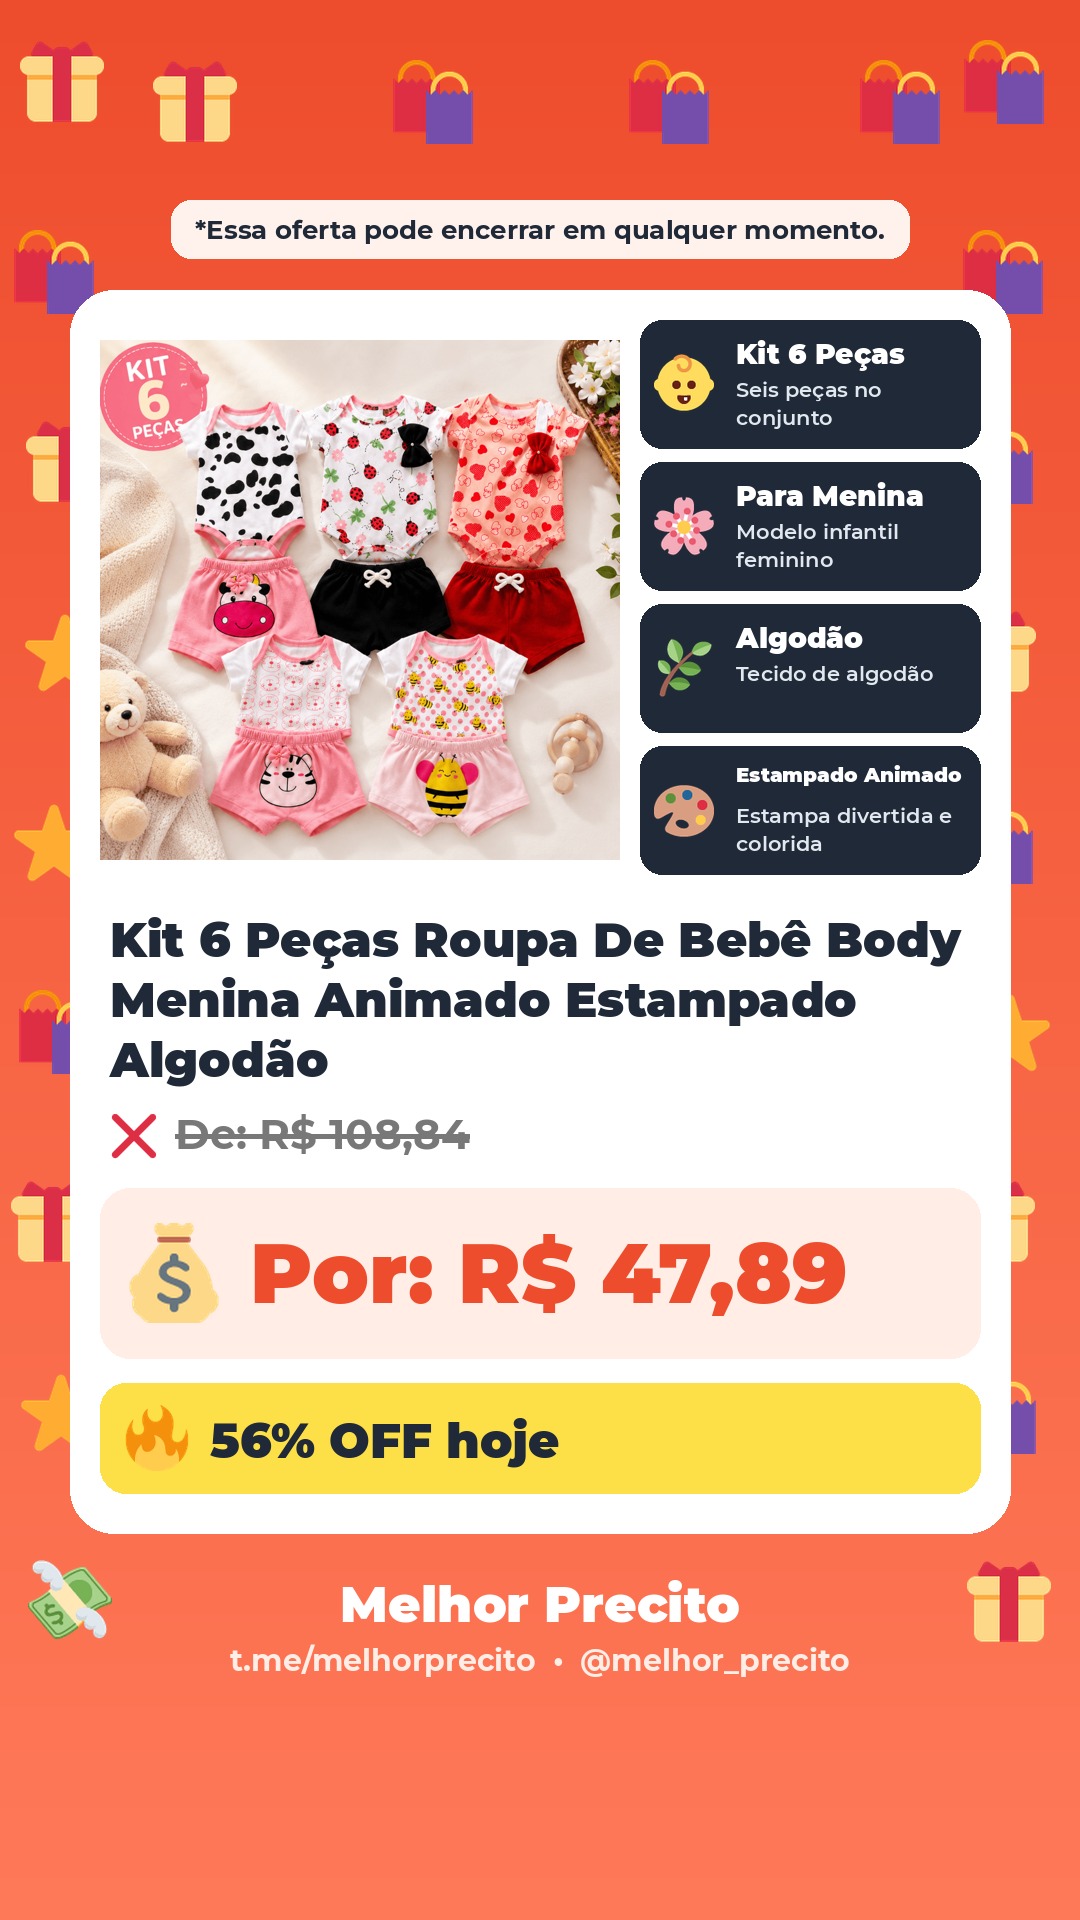 *Essa oferta pode encerrar em qualquer momento.
KIT
6
PEÇAS
Kit 6 Peças
Seis peças no
conjunto
Para Menina
Modelo infantil
feminino
Algodão
Tecido de algodão
Estampado Animado
Estampa divertida e
colorida
Kit 6 Peças Roupa De Bebê Body
Menina Animado Estampado
Algodão
De: R$ 108,84
$ Por: R$ 47,89
56% OFF hoje
Melhor Precito
t.me/melhorprecito • @melhor_precito